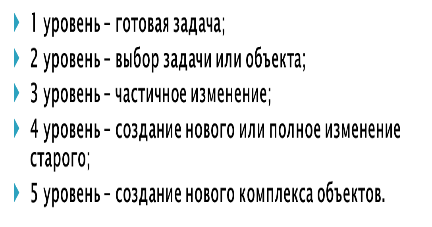 1 уровень – готовая задача;
2 уровень – выбор задачи или объекта;
3 уровень – частичное изменение;
4 уровень – создание нового или полное изменение
старого;
5 уровень – создание нового комплекса объектов.